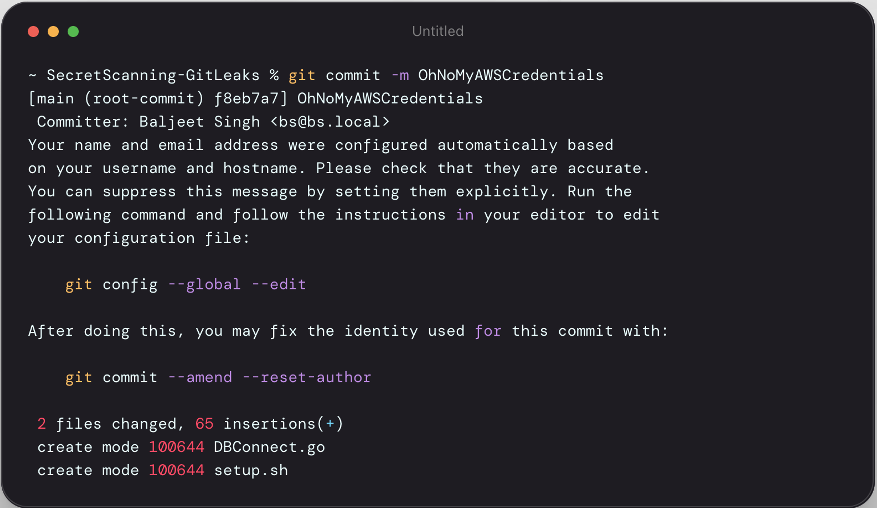 Untitled
~ SecretScanning-GitLeaks % git commit -m OhNoMyAWSCredentials
[main (root-commit) f8eb7a7] OhNoMyAWSCredentials
 Committer: Baljeet Singh <bs@bs.local>
Your name and email address were configured automatically based
on your username and hostname. Please check that they are accurate.
You can suppress this message by setting them explicitly. Run the
following command and follow the instructions in your editor to edit
your configuration file:

    git config --global --edit

After doing this, you may fix the identity used for this commit with:

    git commit --amend --reset-author

 2 files changed, 65 insertions(+)
 create mode 100644 DBConnect.go
 create mode 100644 setup.sh